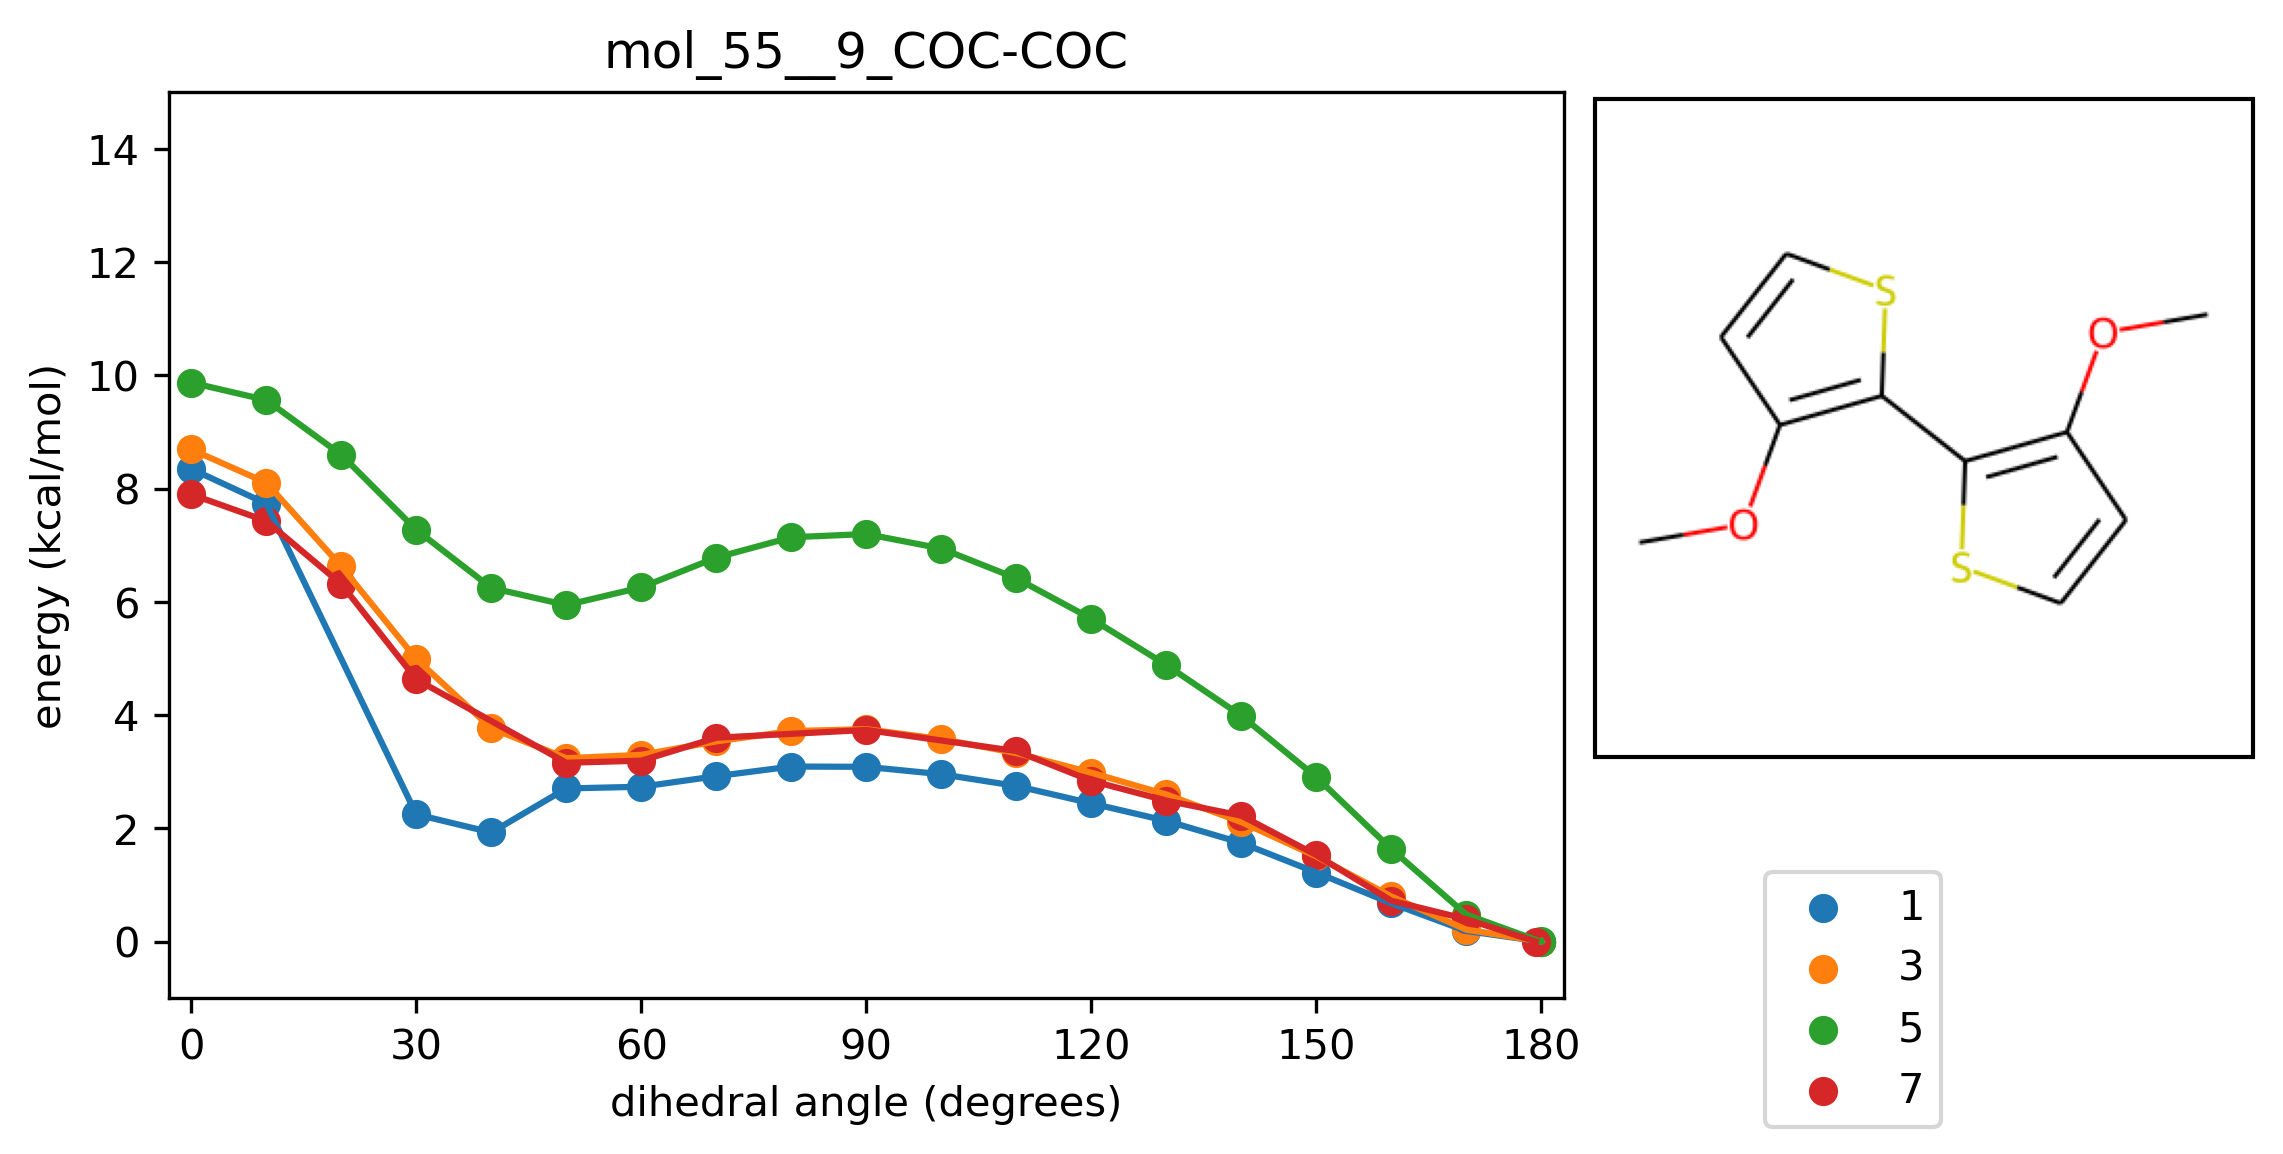 mol_55__9_COC-COC
energy (kcal/mol)
14
12
10
8
6
4
2
0
0 30 60 90 120 150 180
dihedral angle (degrees)
S
O
O
S
1
3
5
7